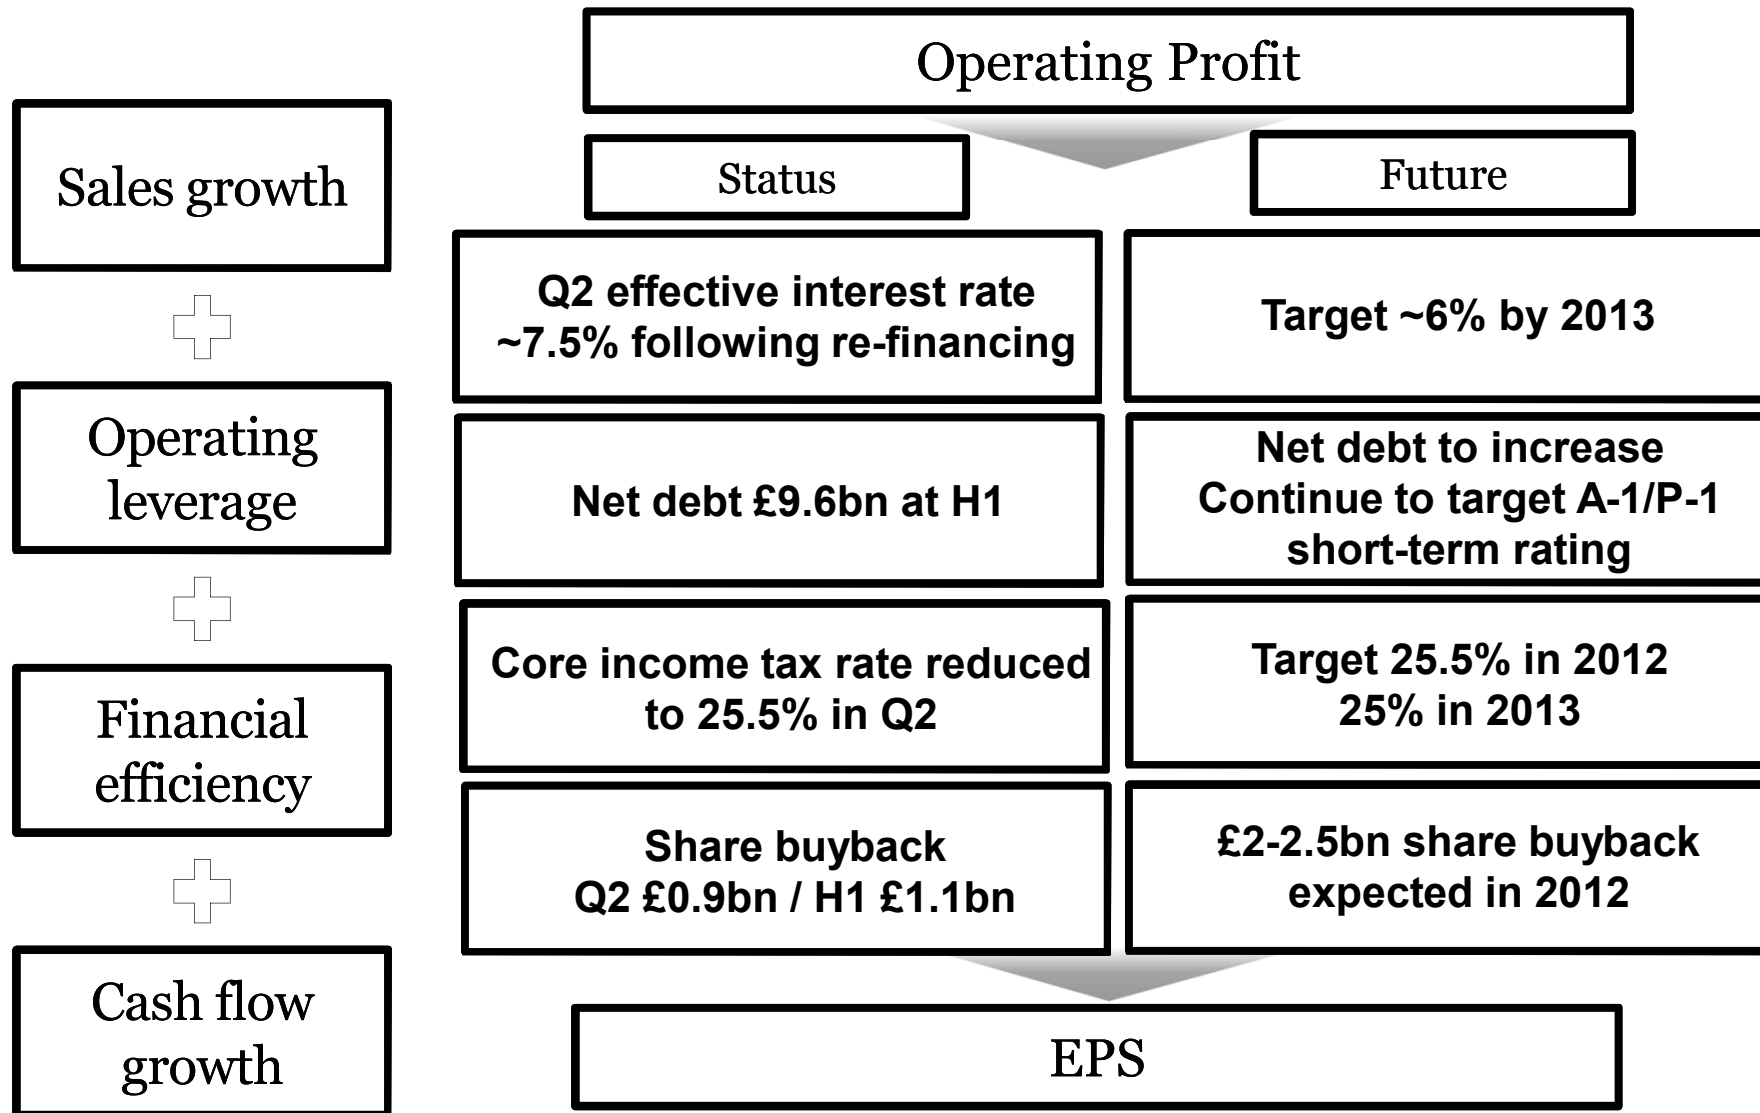 Sales growth
Operating
leverage
Financial
efficiency
Cash flow
growth
Operating Profit
Status
Future
Q2 effective interest rate
~7.5% following re-financing
Target ~6% by 2013
Net debt £9.6bn at H1
Net debt to increase
Continue to target A-1/P-1
short-term rating
Core income tax rate reduced
to 25.5% in Q2
Target 25.5% in 2012
25% in 2013
Share buyback
Q2 £0.9bn / H1 £1.1bn
£2-2.5bn share buyback
expected in 2012
EPS